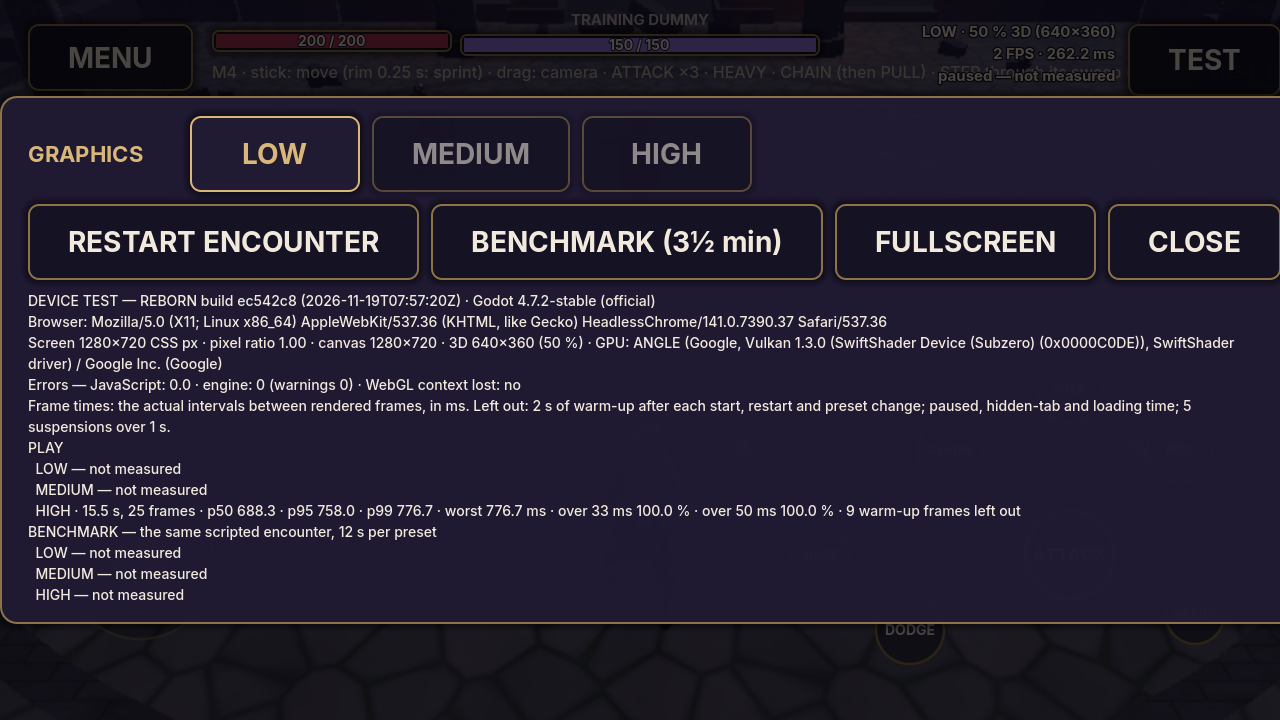 TRAINING DUMMY
MENU
200 / 200
150 / 150
LOW · 50 % 3D (640×360)
2 FPS · 262.2 ms
paused — not measured
TEST
M4 · stick: move (rim 0.25 s: sprint) · drag: camera · ATTACK ×3 · HEAVY · CHAIN (then PULL) ·
GRAPHICS
LOW
MEDIUM
HIGH
RESTART ENCOUNTER
BENCHMARK (3½ min)
FULLSCREEN
CLOSE
DEVICE TEST — REBORN build ec542c8 (2026-11-19T07:57:20Z) · Godot 4.7.2-stable (official)
Browser: Mozilla/5.0 (X11; Linux x86_64) AppleWebKit/537.36 (KHTML, like Gecko) HeadlessChrome/141.0.7390.37 Safari/537.36
Screen 1280×720 CSS px · pixel ratio 1.00 · canvas 1280×720 · 3D 640×360 (50 %) · GPU: ANGLE (Google, Vulkan 1.3.0 (SwiftShader Device (Subzero) (0x0000C0DE)), SwiftShader
driver) / Google Inc. (Google)
Errors — JavaScript: 0.0 · engine: 0 (warnings 0) · WebGL context lost: no
Frame times: the actual intervals between rendered frames, in ms. Left out: 2 s of warm-up after each start, restart and preset change; paused, hidden-tab and loading time; 5
suspensions over 1 s.
PLAY
LOW — not measured
MEDIUM — not measured
HIGH · 15.5 s, 25 frames · p50 688.3 · p95 758.0 · p99 776.7 · worst 776.7 ms · over 33 ms 100.0 % · over 50 ms 100.0 % · 9 warm-up frames left out
BENCHMARK — the same scripted encounter, 12 s per preset
LOW — not measured
MEDIUM — not measured
HIGH — not measured
DODGE